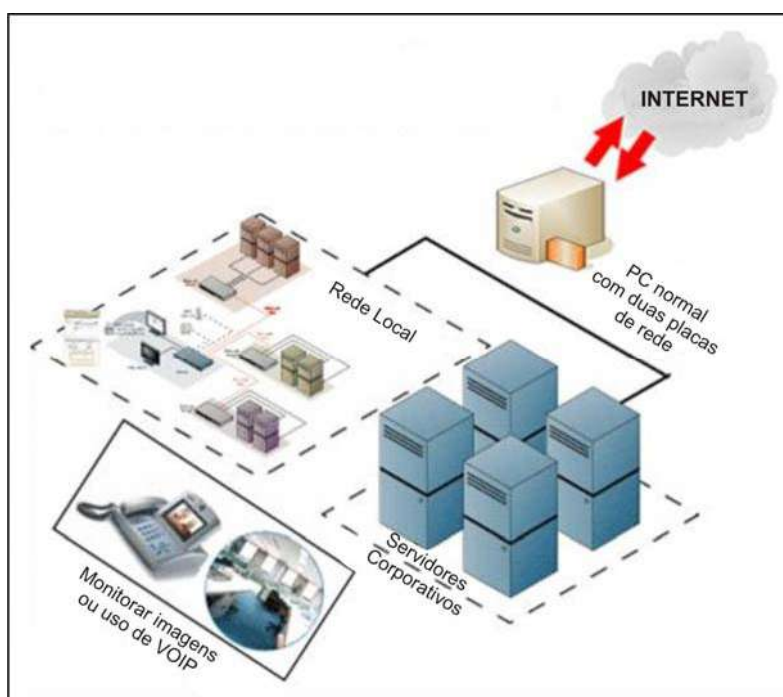 INTERNET
PC normal
com duas placas
de rede
Rede Local
Servidores
Corporativos
Monitorar imagens
ou uso de VOIP